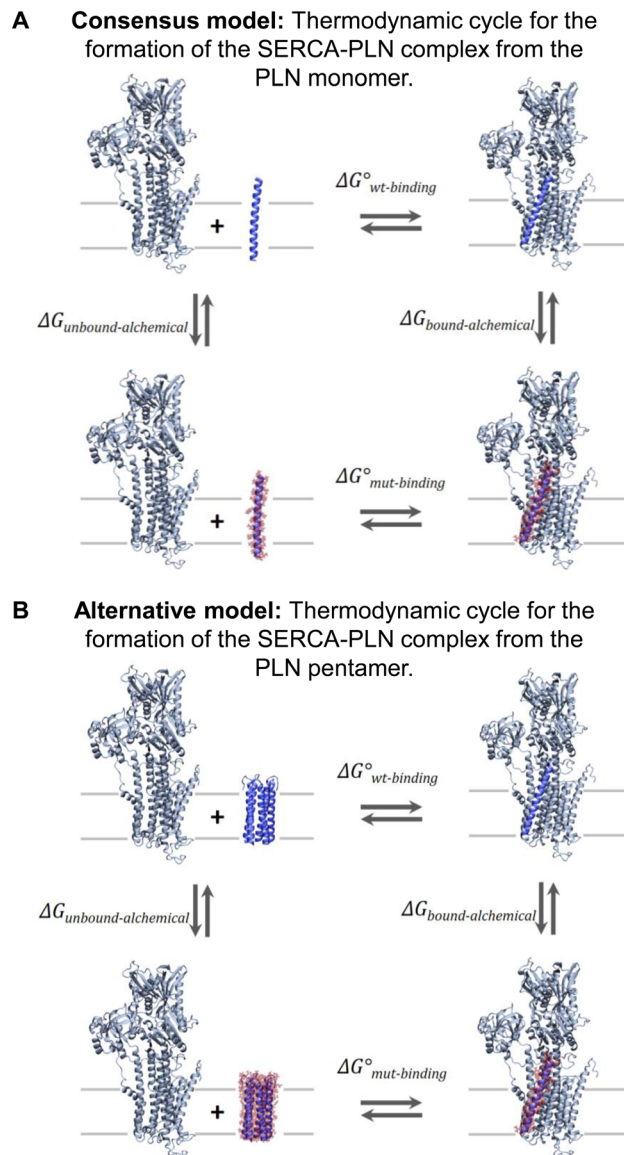 A Consensus model: Thermodynamic cycle for the
formation of the SERCA-PLN complex from the
PLN monomer.
ΔG°wt-binding
+
ΔGunbound-alchemical
ΔGbound-alchemical
ΔG°mut-binding
+
B Alternative model: Thermodynamic cycle for the
formation of the SERCA-PLN complex from the
PLN pentamer.
ΔG°wt-binding
+
ΔGunbound-alchemical
ΔGbound-alchemical
ΔG°mut-binding
+